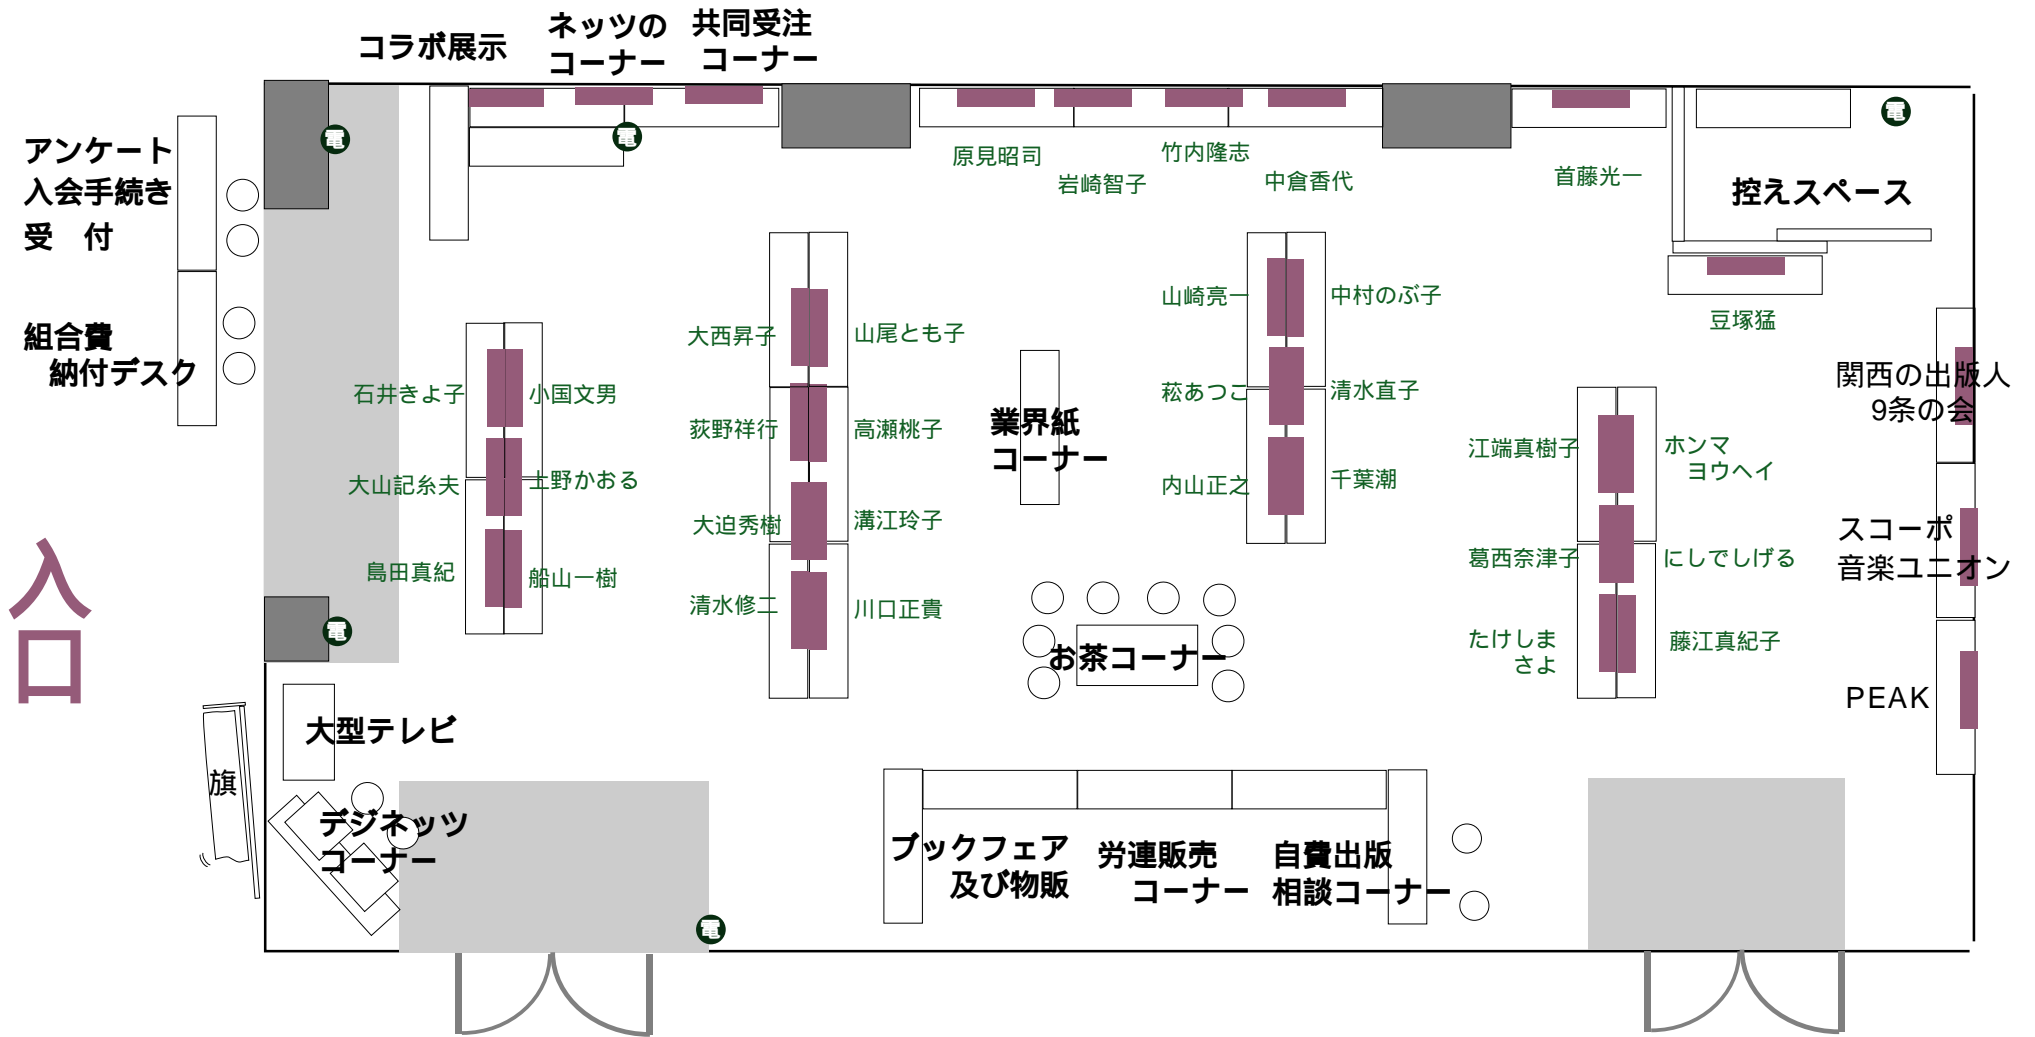 コラボ展示
ネッツの
コーナー
共同受注
コーナー
アンケート
入会手続き
受　付
組合費
納付デスク
入口
電
電
電
電
電
原見昭司
岩崎智子
竹内隆志
中倉香代
首藤光一
控えスペース
豆塚猛
関西の出版人
9条の会
スコーポ
音楽ユニオン
PEAK
石井きよ子
小国文男
大山記糸夫
上野かおる
島田真紀
船山一樹
大西昇子
山尾とも子
荻野祥行
高瀬桃子
大迫秀樹
溝江玲子
清水修二
川口正貴
業界紙
コーナー
山崎亮一
中村のぶ子
菘あつこ
清水直子
内山正之
千葉潮
江端真樹子
ホンマ
ヨウヘイ
葛西奈津子
にしでしげる
たけしま
さよ
藤江真紀子
お茶コーナー
大型テレビ
旗
デジネッツ
コーナー
ブックフェア
及び物販
労連販売
コーナー
自費出版
相談コーナー